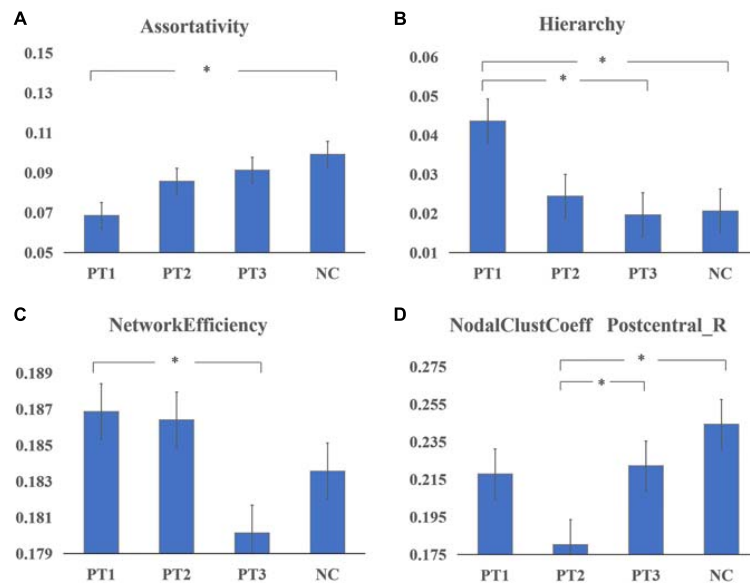 A
Assortativity
0.15
0.13
0.11
0.09
0.07
0.05
*
PT1 PT2 PT3 NC
B
Hierarchy
0.06
0.05
0.04
0.03
0.02
0.01
*
*
PT1 PT2 PT3 NC
C
NetworkEfficiency
0.189
0.187
0.185
0.183
0.181
0.179
*
PT1 PT2 PT3 NC
D
NodalClustCoeff Postcentral_R
0.275
0.255
0.235
0.215
0.195
0.175
*
*
PT1 PT2 PT3 NC